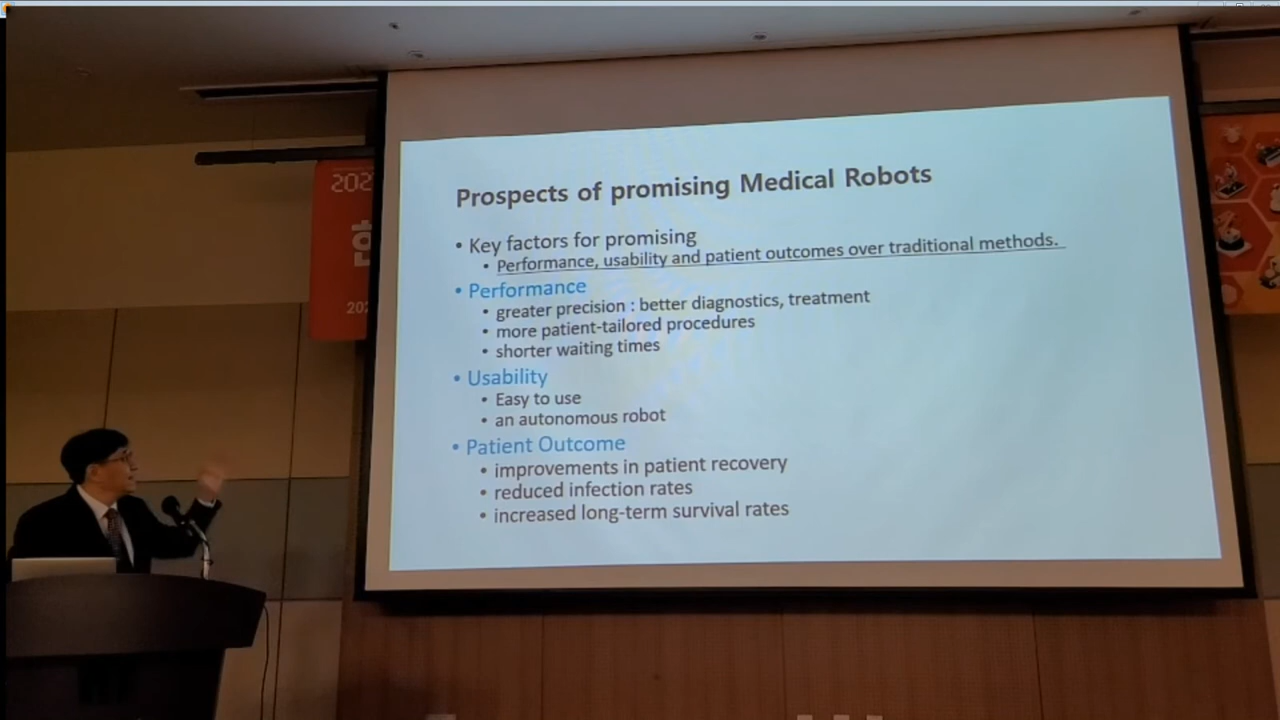 Prospects of promising Medical Robots
• Key factors for promising
• Performance, usability and patient outcomes over traditional methods.
• Performance
• greater precision : better diagnostics, treatment
• more patient-tailored procedures
• shorter waiting times
• Usability
• Easy to use
• an autonomous robot
• Patient Outcome
• improvements in patient recovery
• reduced infection rates
• increased long-term survival rates
202
202